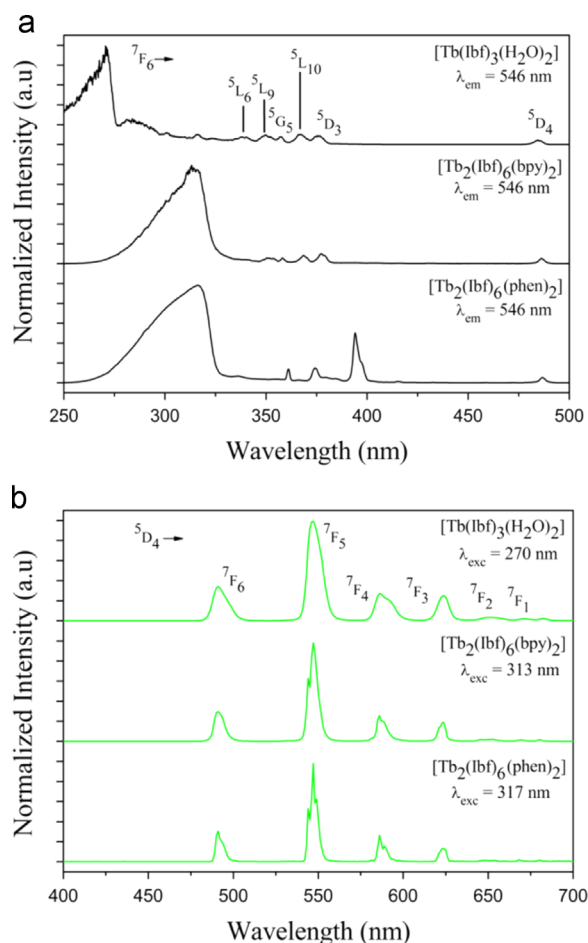 a
⁷F₆ →
⁵L₆
⁵L₉
⁵G₅
⁵L₁₀
⁵D₃
⁵D₄
[Tb(Ibf)₃(H₂O)₂]
λem = 546 nm
[Tb₂(Ibf)₆(bpy)₂]
λem = 546 nm
[Tb₂(Ibf)₆(phen)₂]
λem = 546 nm
Normalized Intensity (a.u)
250 300 350 400 450 500
Wavelength (nm)
b
⁵D₄ →
⁷F₆
⁷F₅
⁷F₄
⁷F₃
⁷F₂
⁷F₁
[Tb(Ibf)₃(H₂O)₂]
λexc = 270 nm
[Tb₂(Ibf)₆(bpy)₂]
λexc = 313 nm
[Tb₂(Ibf)₆(phen)₂]
λexc = 317 nm
Normalized Intensity (a.u)
400 450 500 550 600 650 700
Wavelength (nm)